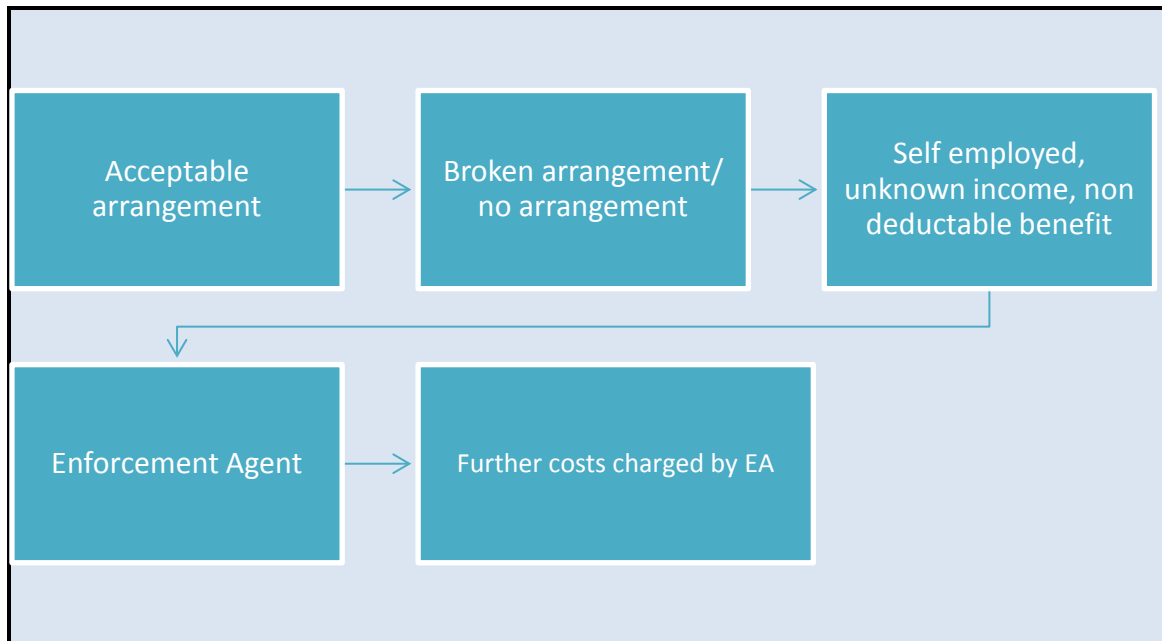 Acceptable
arrangement
Broken arrangement/
no arrangement
Self employed,
unknown income, non
deductable benefit
Enforcement Agent
Further costs charged by EA